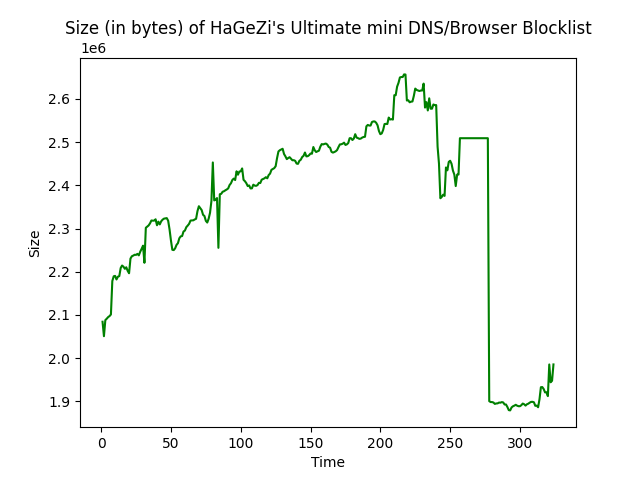 Size (in bytes) of HaGeZi's Ultimate mini DNS/Browser Blocklist
1e6
2.6
2.5
2.4
2.3
2.2
2.1
2.0
1.9
Size
0 50 100 150 200 250 300
Time